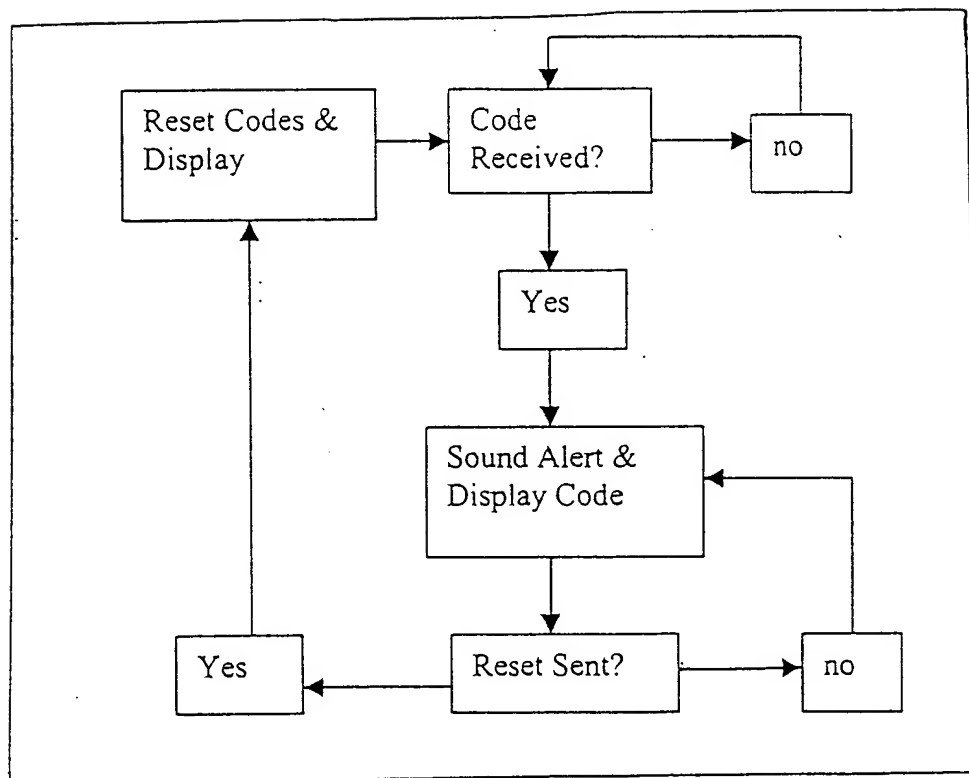 Reset Codes &
Display
Code
Received?
no
Yes
Sound Alert &
Display Code
Yes
Reset Sent?
no